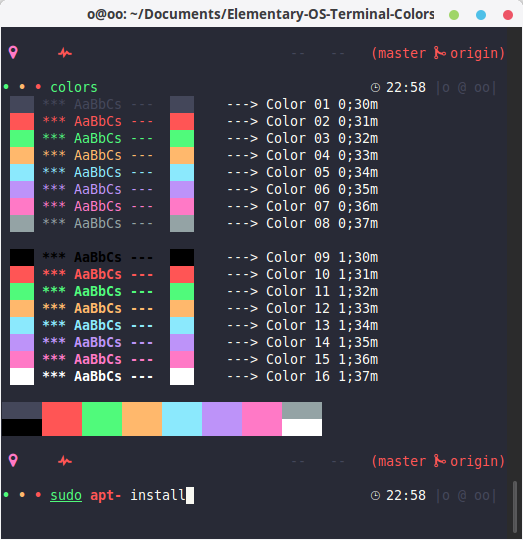 o@oo: ~/Documents/Elementary-OS-Terminal-Colors
-- -- (master origin)
• • • colors 22:58 |o @ oo|
*** AaBbCs --- ---> Color 01 0;30m
*** AaBbCs --- ---> Color 02 0;31m
*** AaBbCs --- ---> Color 03 0;32m
*** AaBbCs --- ---> Color 04 0;33m
*** AaBbCs --- ---> Color 05 0;34m
*** AaBbCs --- ---> Color 06 0;35m
*** AaBbCs --- ---> Color 07 0;36m
*** AaBbCs --- ---> Color 08 0;37m
*** AaBbCs --- ---> Color 09 1;30m
*** AaBbCs --- ---> Color 10 1;31m
*** AaBbCs --- ---> Color 11 1;32m
*** AaBbCs --- ---> Color 12 1;33m
*** AaBbCs --- ---> Color 13 1;34m
*** AaBbCs --- ---> Color 14 1;35m
*** AaBbCs --- ---> Color 15 1;36m
*** AaBbCs --- ---> Color 16 1;37m
-- -- (master origin)
• • • sudo apt- install 22:58 |o @ oo|